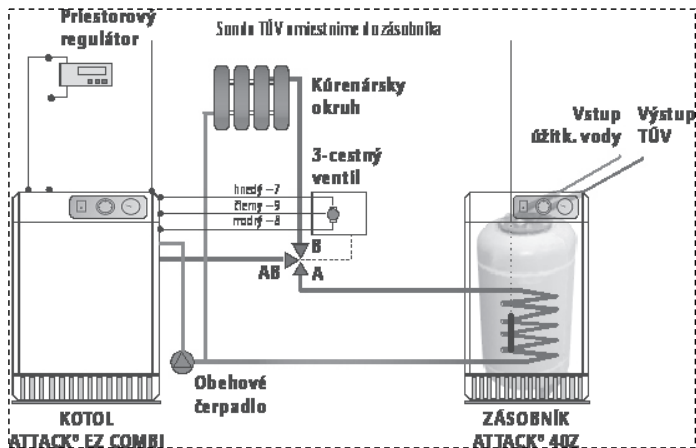 Priestorový
regulátor
Sondu TÚV umiestnime do zásobníka
Kúrenársky
okruh
Vstup
úžitk. vody
Výstup
TÚV
3-cestný
ventil
hnedý –7
čierny –9
modrý –8
B
AB
A
Obehové
čerpadlo
KOTOL
ATTACK® EZ COMBI
ZÁSOBNÍK
ATTACK® 40Z